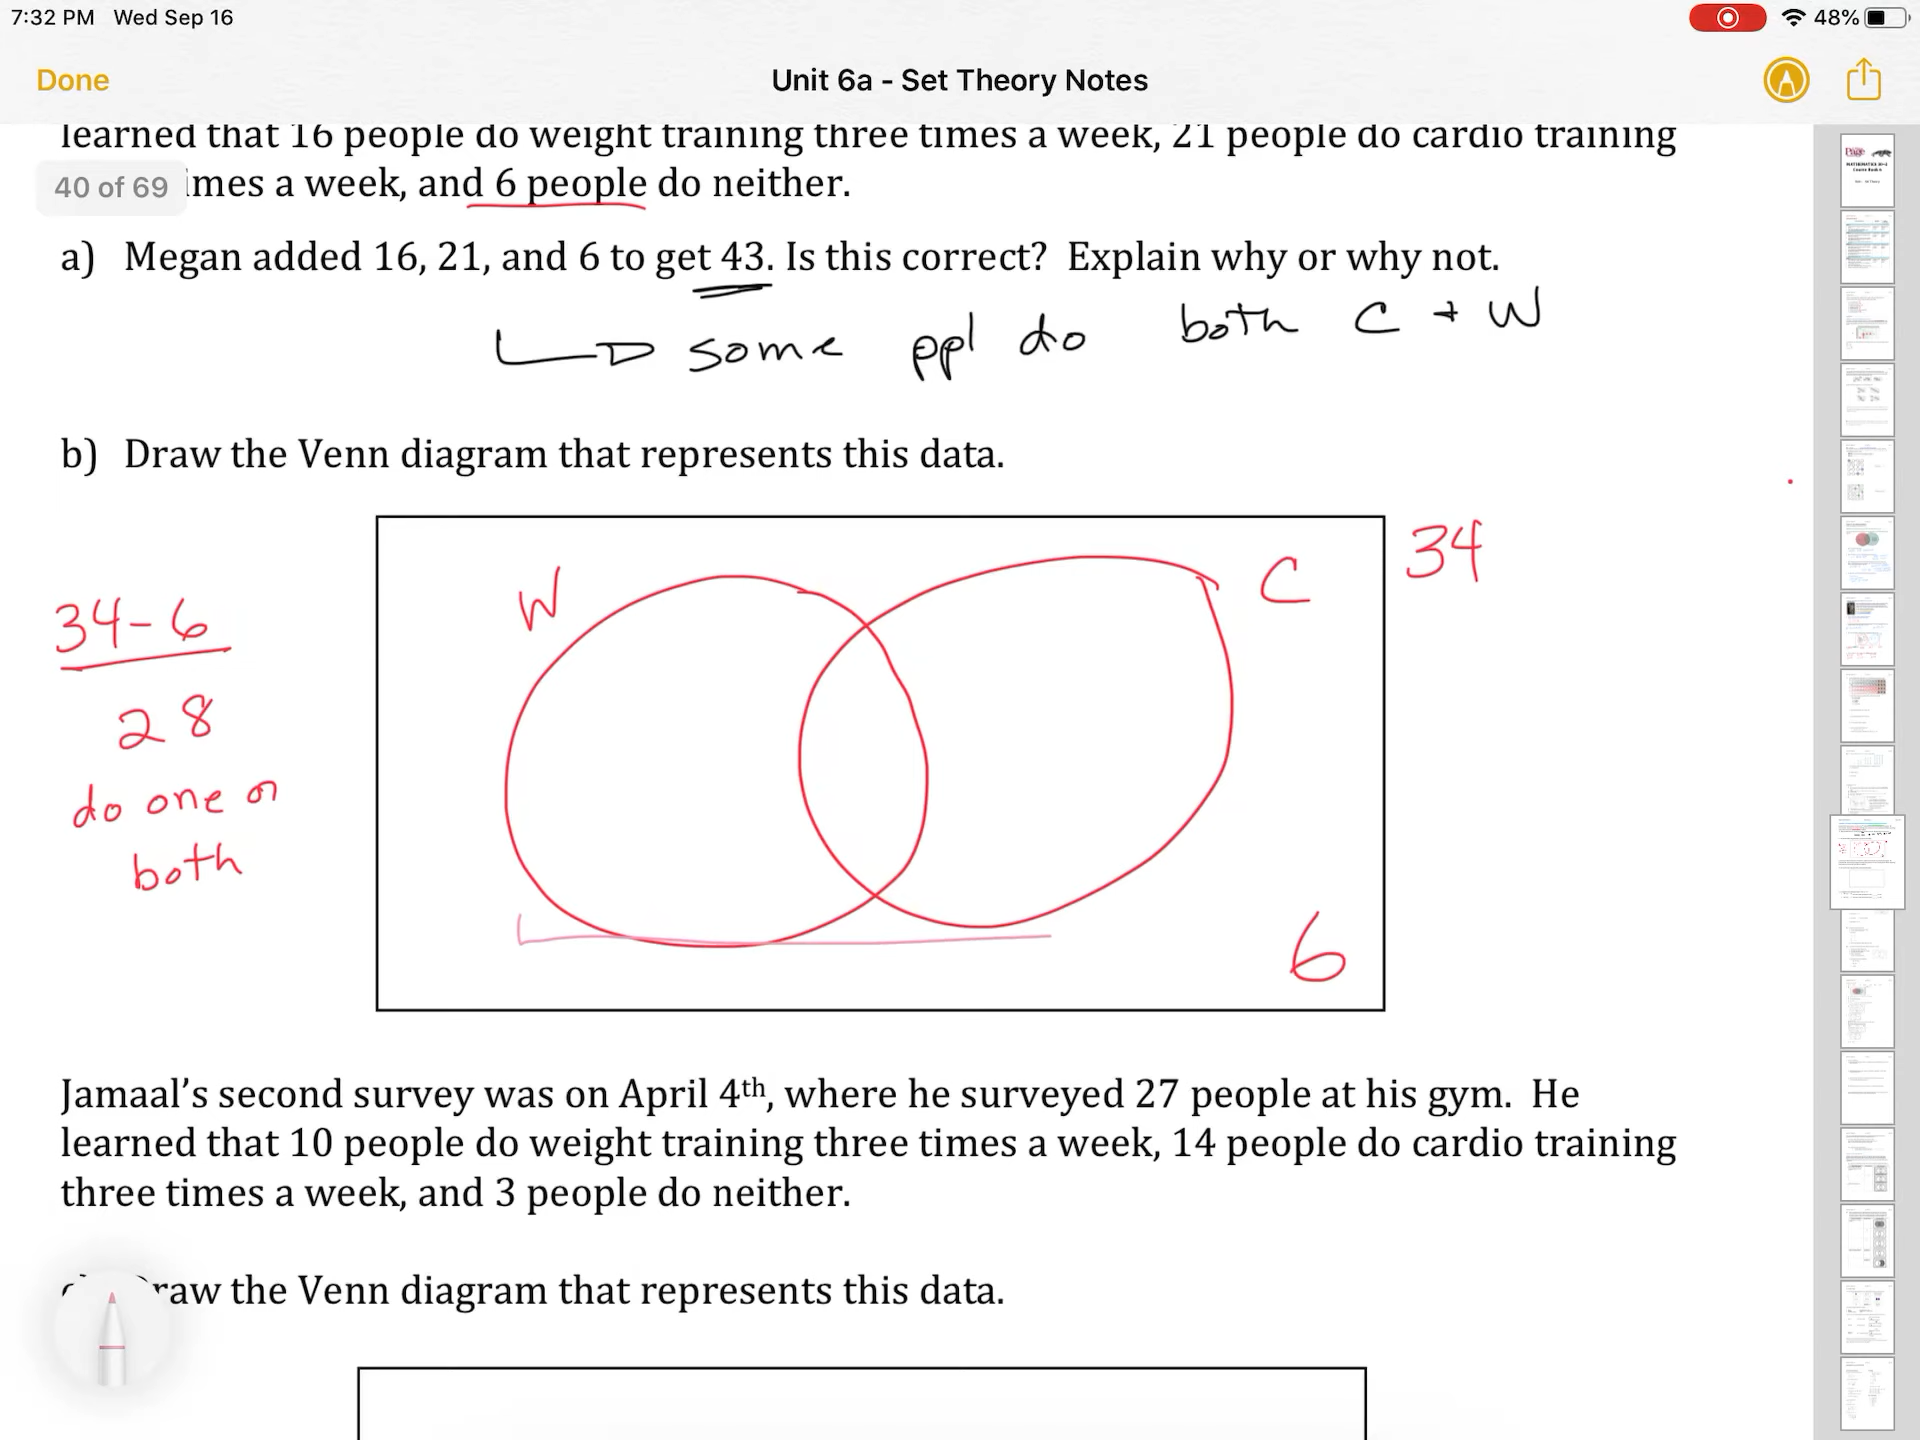 7:32 PM Wed Sep 16
48%
Done
Unit 6a - Set Theory Notes
learned that 16 people do weight training three times a week, 21 people do cardio training
40 of 69
imes a week, and 6 people do neither.
a) Megan added 16, 21, and 6 to get 43. Is this correct? Explain why or why not.
some ppl do both C + W
b) Draw the Venn diagram that represents this data.
34
W
C
34-6
28
do one or
both
6
Jamaal's second survey was on April 4th, where he surveyed 27 people at his gym. He
learned that 10 people do weight training three times a week, 14 people do cardio training
three times a week, and 3 people do neither.
raw the Venn diagram that represents this data.